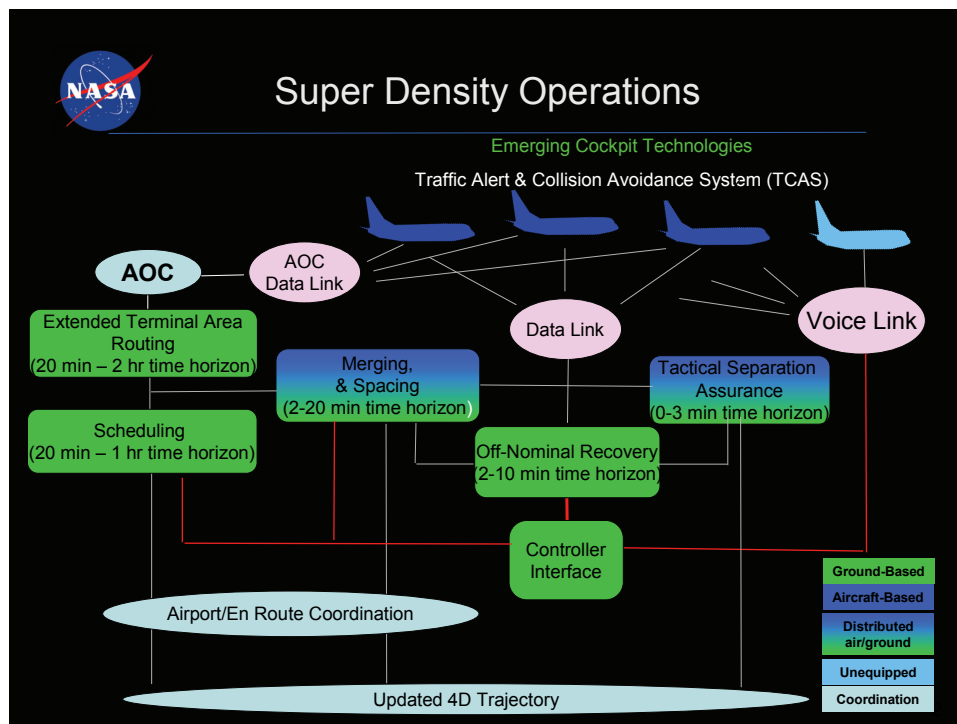 NASA
Super Density Operations
Emerging Cockpit Technologies
Traffic Alert & Collision Avoidance System (TCAS)
AOC
AOC
Data Link
Data Link
Voice Link
Extended Terminal Area
Routing
(20 min – 2 hr time horizon)
Merging,
& Spacing
(2-20 min time horizon)
Tactical Separation
Assurance
(0-3 min time horizon)
Scheduling
(20 min – 1 hr time horizon)
Off-Nominal Recovery
(2-10 min time horizon)
Controller
Interface
Airport/En Route Coordination
Updated 4D Trajectory
Ground-Based
Aircraft-Based
Distributed
air/ground
Unequipped
Coordination